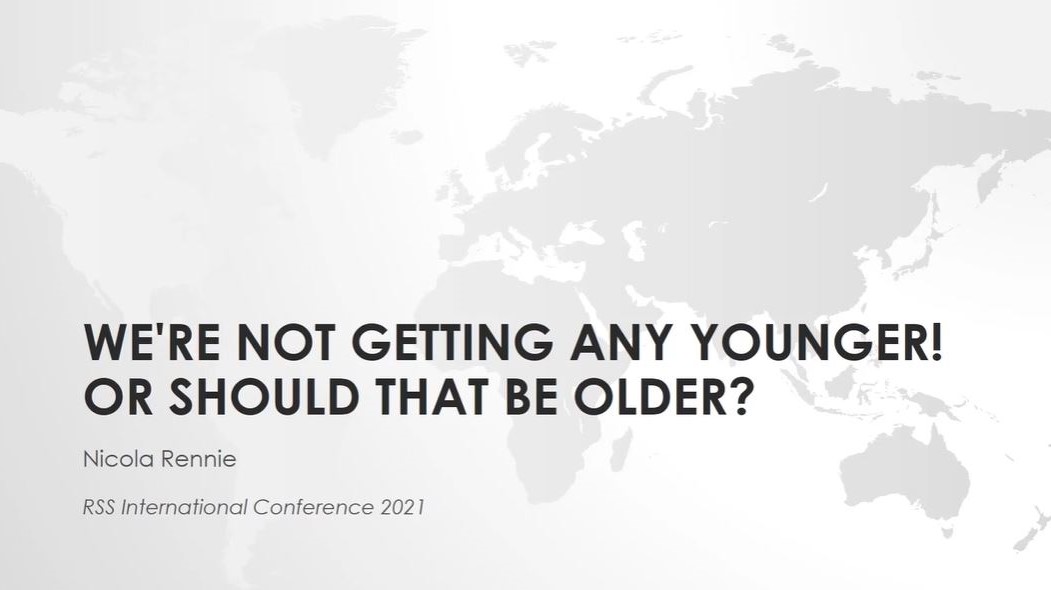 WE'RE NOT GETTING ANY YOUNGER!
OR SHOULD THAT BE OLDER?
Nicola Rennie
RSS International Conference 2021